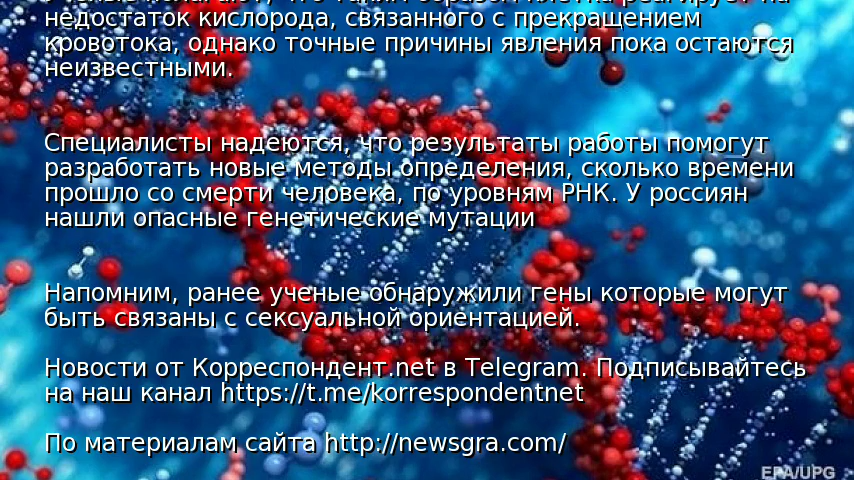 недостаток кислорода, связанного с прекращением
кровотока, однако точные причины явления пока остаются
неизвестными.
Специалисты надеются, что результаты работы помогут
разработать новые методы определения, сколько времени
прошло со смерти человека, по уровням РНК. У россиян
нашли опасные генетические мутации
Напомним, ранее ученые обнаружили гены которые могут
быть связаны с сексуальной ориентацией.
Новости от Корреспондент.net в Telegram. Подписывайтесь
на наш канал https://t.me/korrespondentnet
По материалам сайта http://newsgra.com/
EPA/UPG